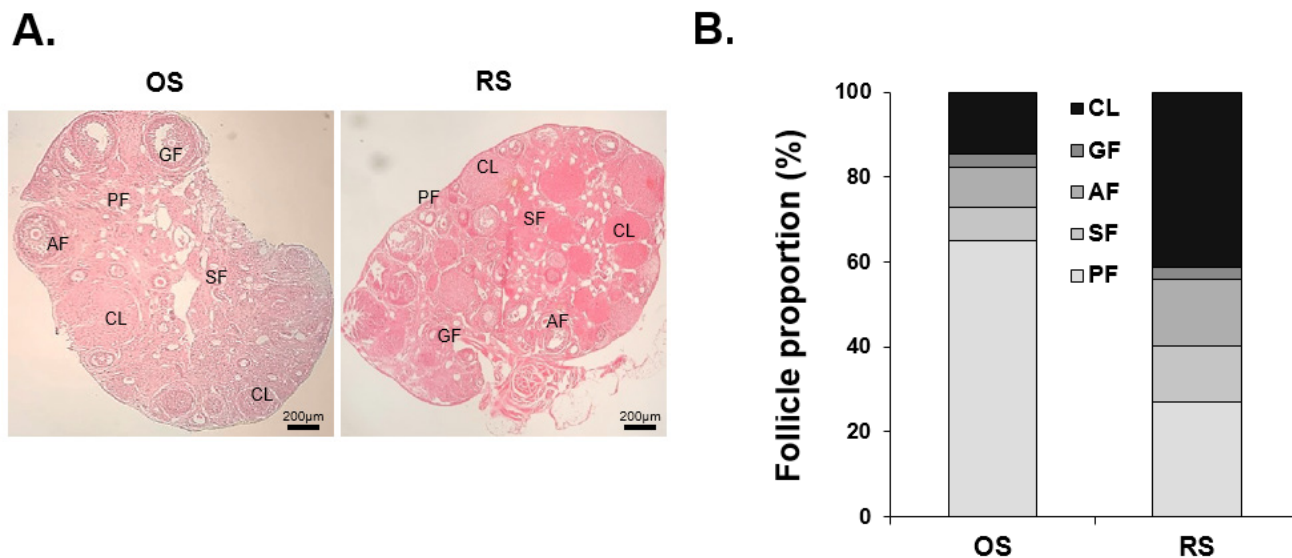 A.
OS
RS
GF
PF
AF
SF
CL
CL
200µm
CL
PF
SF
CL
AF
GF
200µm
B.
Follicle proportion (%)
100
80
60
40
20
0
CL
GF
AF
SF
PF
OS
RS